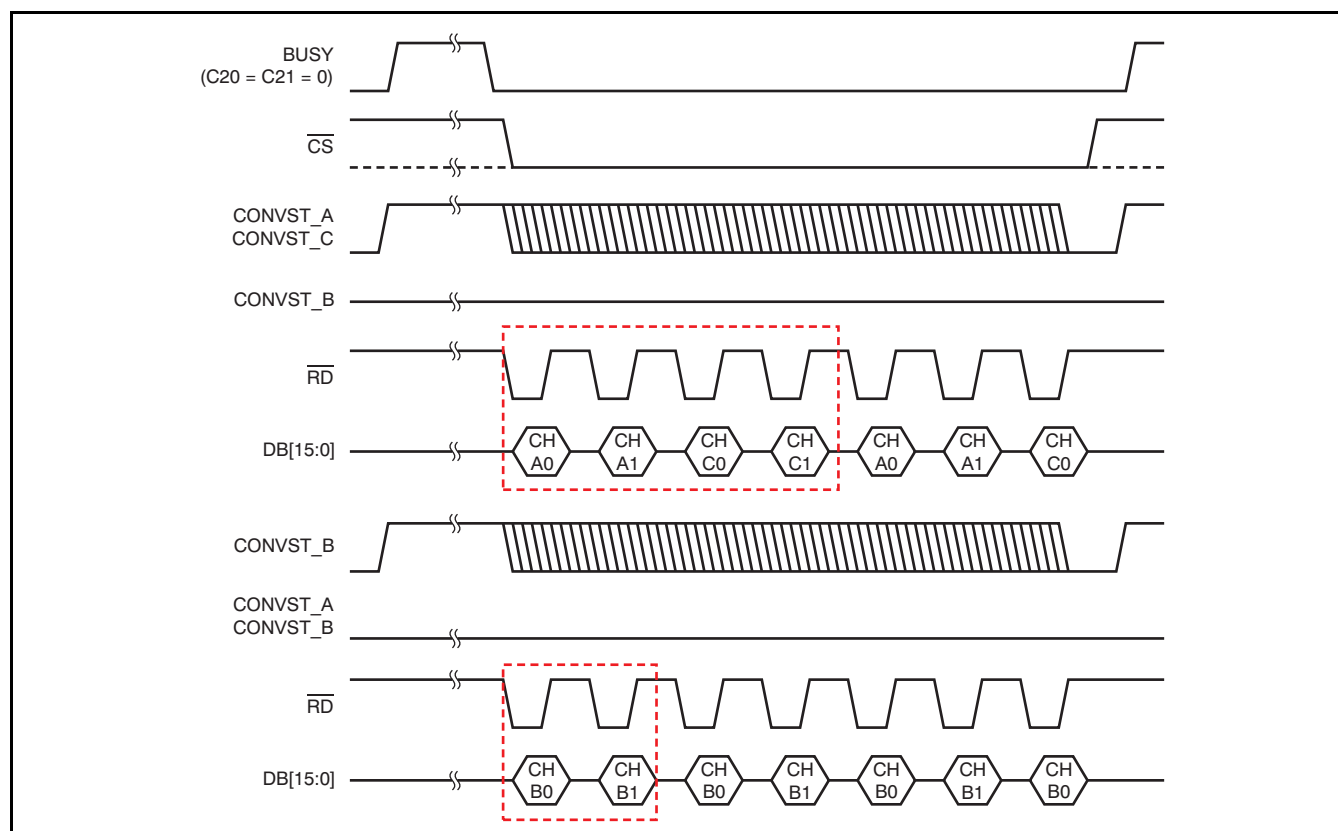 BUSY
(C20 = C21 = 0)
CS
CONVST_A
CONVST_C
CONVST_B
RD
DB[15:0]
CH
A0
CH
A1
CH
C0
CH
C1
CH
A0
CH
A1
CH
C0
CONVST_B
CONVST_A
CONVST_B
RD
DB[15:0]
CH
B0
CH
B1
CH
B0
CH
B1
CH
B0
CH
B1
CH
B0